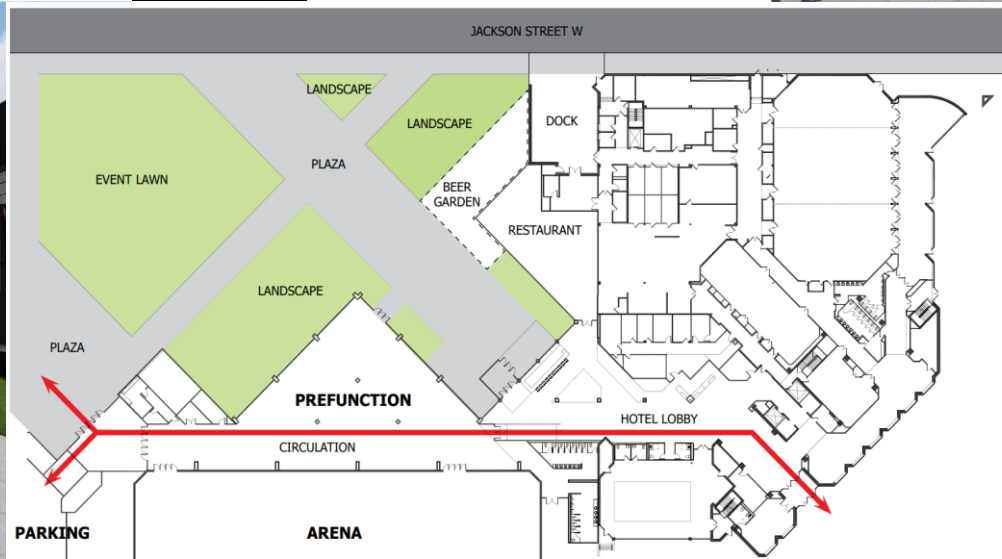 JACKSON STREET W
LANDSCAPE
LANDSCAPE
DOCK
PLAZA
EVENT LAWN
BEER
GARDEN
RESTAURANT
LANDSCAPE
PLAZA
PREFUNCTION
HOTEL LOBBY
CIRCULATION
PARKING
ARENA